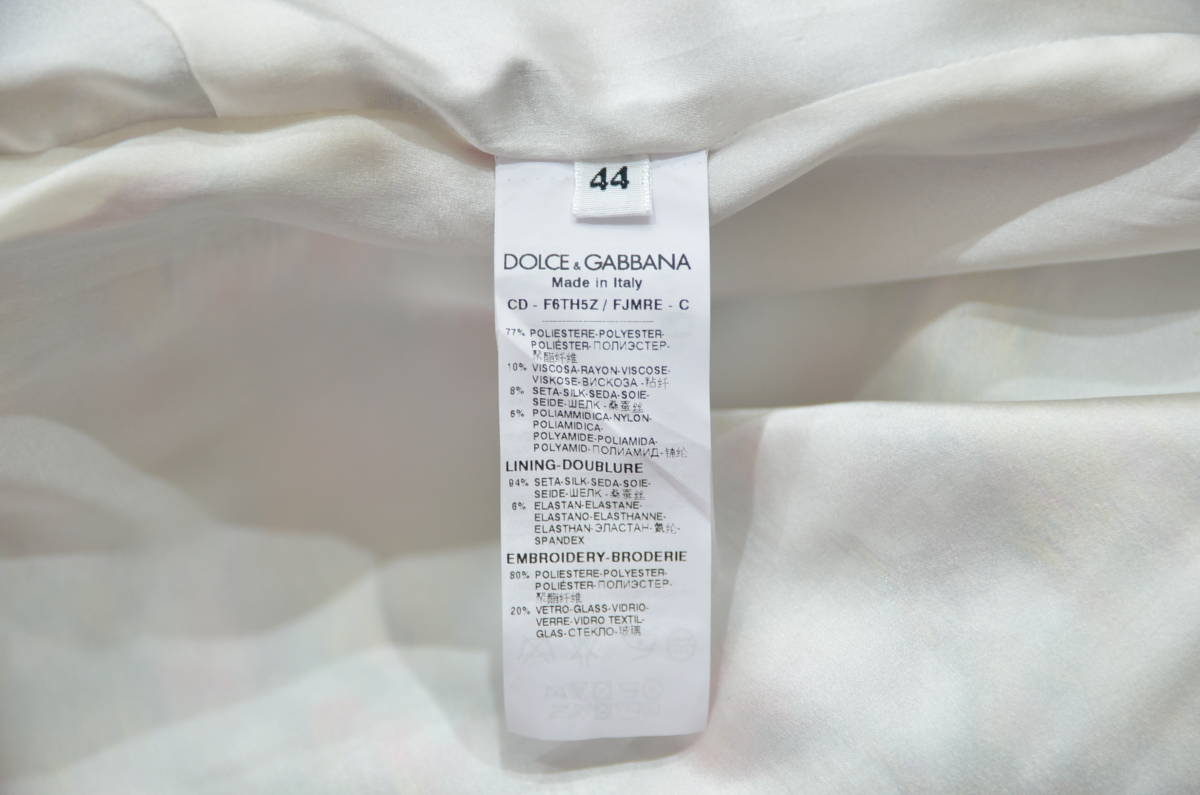 44
DOLCE & GABBANA
Made in Italy
CD - F6TH5Z / FJMRE - C
77% POLIESTERE-POLYESTER-
POLIÉSTER-ПОЛИЭСТЕР-
聚酯纤维
10% VISCOSA-RAYON-VISCOSE-
VISKOSE-ВИСКОЗА-粘纤
8% SETA-SILK-SEDA-SOIE-
SEIDE-ШЕЛК-桑蚕丝
5% POLIAMMIDICA-NYLON-
POLIAMIDICA-
POLYAMIDE-POLIAMIDA-
POLYAMID-ПОЛИАМИД-锦纶
LINING-DOUBLURE
94% SETA-SILK-SEDA-SOIE-
SEIDE-ШЕЛК-桑蚕丝
6% ELASTAN-ELASTANE-
ELASTANO-ELASTHANNE-
ELASTHAN-ЭЛАСТАН-氨纶-
SPANDEX
EMBROIDERY-BRODERIE
80% POLIESTERE-POLYESTER-
POLIÉSTER-ПОЛИЭСТЕР-
聚酯纤维
20% VETRO-GLASS-VIDRIO-
VERRE-VIDRO TEXTIL-
GLAS-СТЕКЛО-玻璃